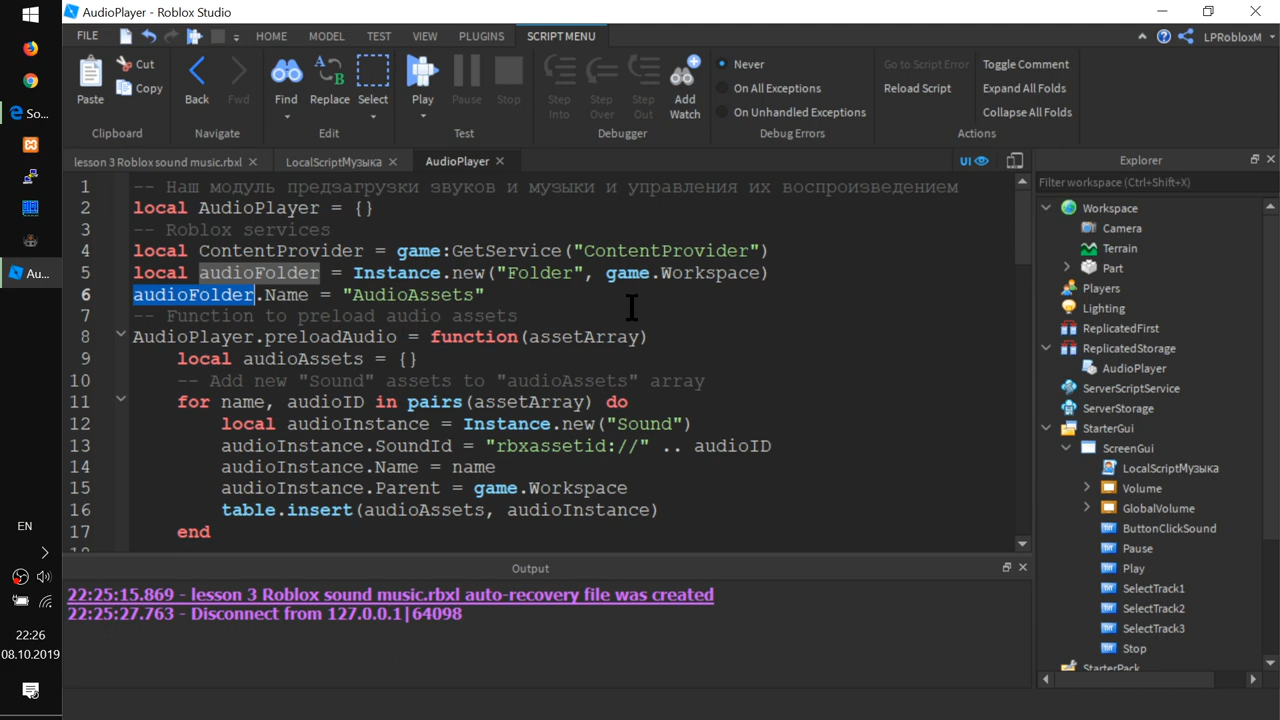 AudioPlayer - Roblox Studio
FILE HOME MODEL TEST VIEW PLUGINS SCRIPT MENU LPRobloxM
Paste Cut Copy
Clipboard
Back Fwd
Navigate
Find Replace Select
Edit
Play Pause Stop
Test
Step Into Step Over Step Out Add Watch
Debugger
Never
On All Exceptions
On Unhandled Exceptions
Debug Errors
Go to Script Error
Reload Script
Toggle Comment
Expand All Folds
Collapse All Folds
Actions
lesson 3 Roblox sound music.rbxl LocalScriptМузыка AudioPlayer UI
1 -- Наш модуль предзагрузки звуков и музыки и управления их воспроизведением
2 local AudioPlayer = {}
3 -- Roblox services
4 local ContentProvider = game:GetService("ContentProvider")
5 local audioFolder = Instance.new("Folder", game.Workspace)
6 audioFolder.Name = "AudioAssets"
7 -- Function to preload audio assets
8 AudioPlayer.preloadAudio = function(assetArray)
9 local audioAssets = {}
10 -- Add new "Sound" assets to "audioAssets" array
11 for name, audioID in pairs(assetArray) do
12 local audioInstance = Instance.new("Sound")
13 audioInstance.SoundId = "rbxassetid://" .. audioID
14 audioInstance.Name = name
15 audioInstance.Parent = game.Workspace
16 table.insert(audioAssets, audioInstance)
17 end
18
Output
22:25:15.869 - lesson 3 Roblox sound music.rbxl auto-recovery file was created
22:25:27.763 - Disconnect from 127.0.0.1|64098
Explorer
Filter workspace (Ctrl+Shift+X)
Workspace
Camera
Terrain
Part
Players
Lighting
ReplicatedFirst
ReplicatedStorage
AudioPlayer
ServerScriptService
ServerStorage
StarterGui
ScreenGui
LocalScriptМузыка
Volume
GlobalVolume
ButtonClickSound
Pause
Play
SelectTrack1
SelectTrack2
SelectTrack3
Stop
StarterPack
So...
Au...
EN
22:26
08.10.2019